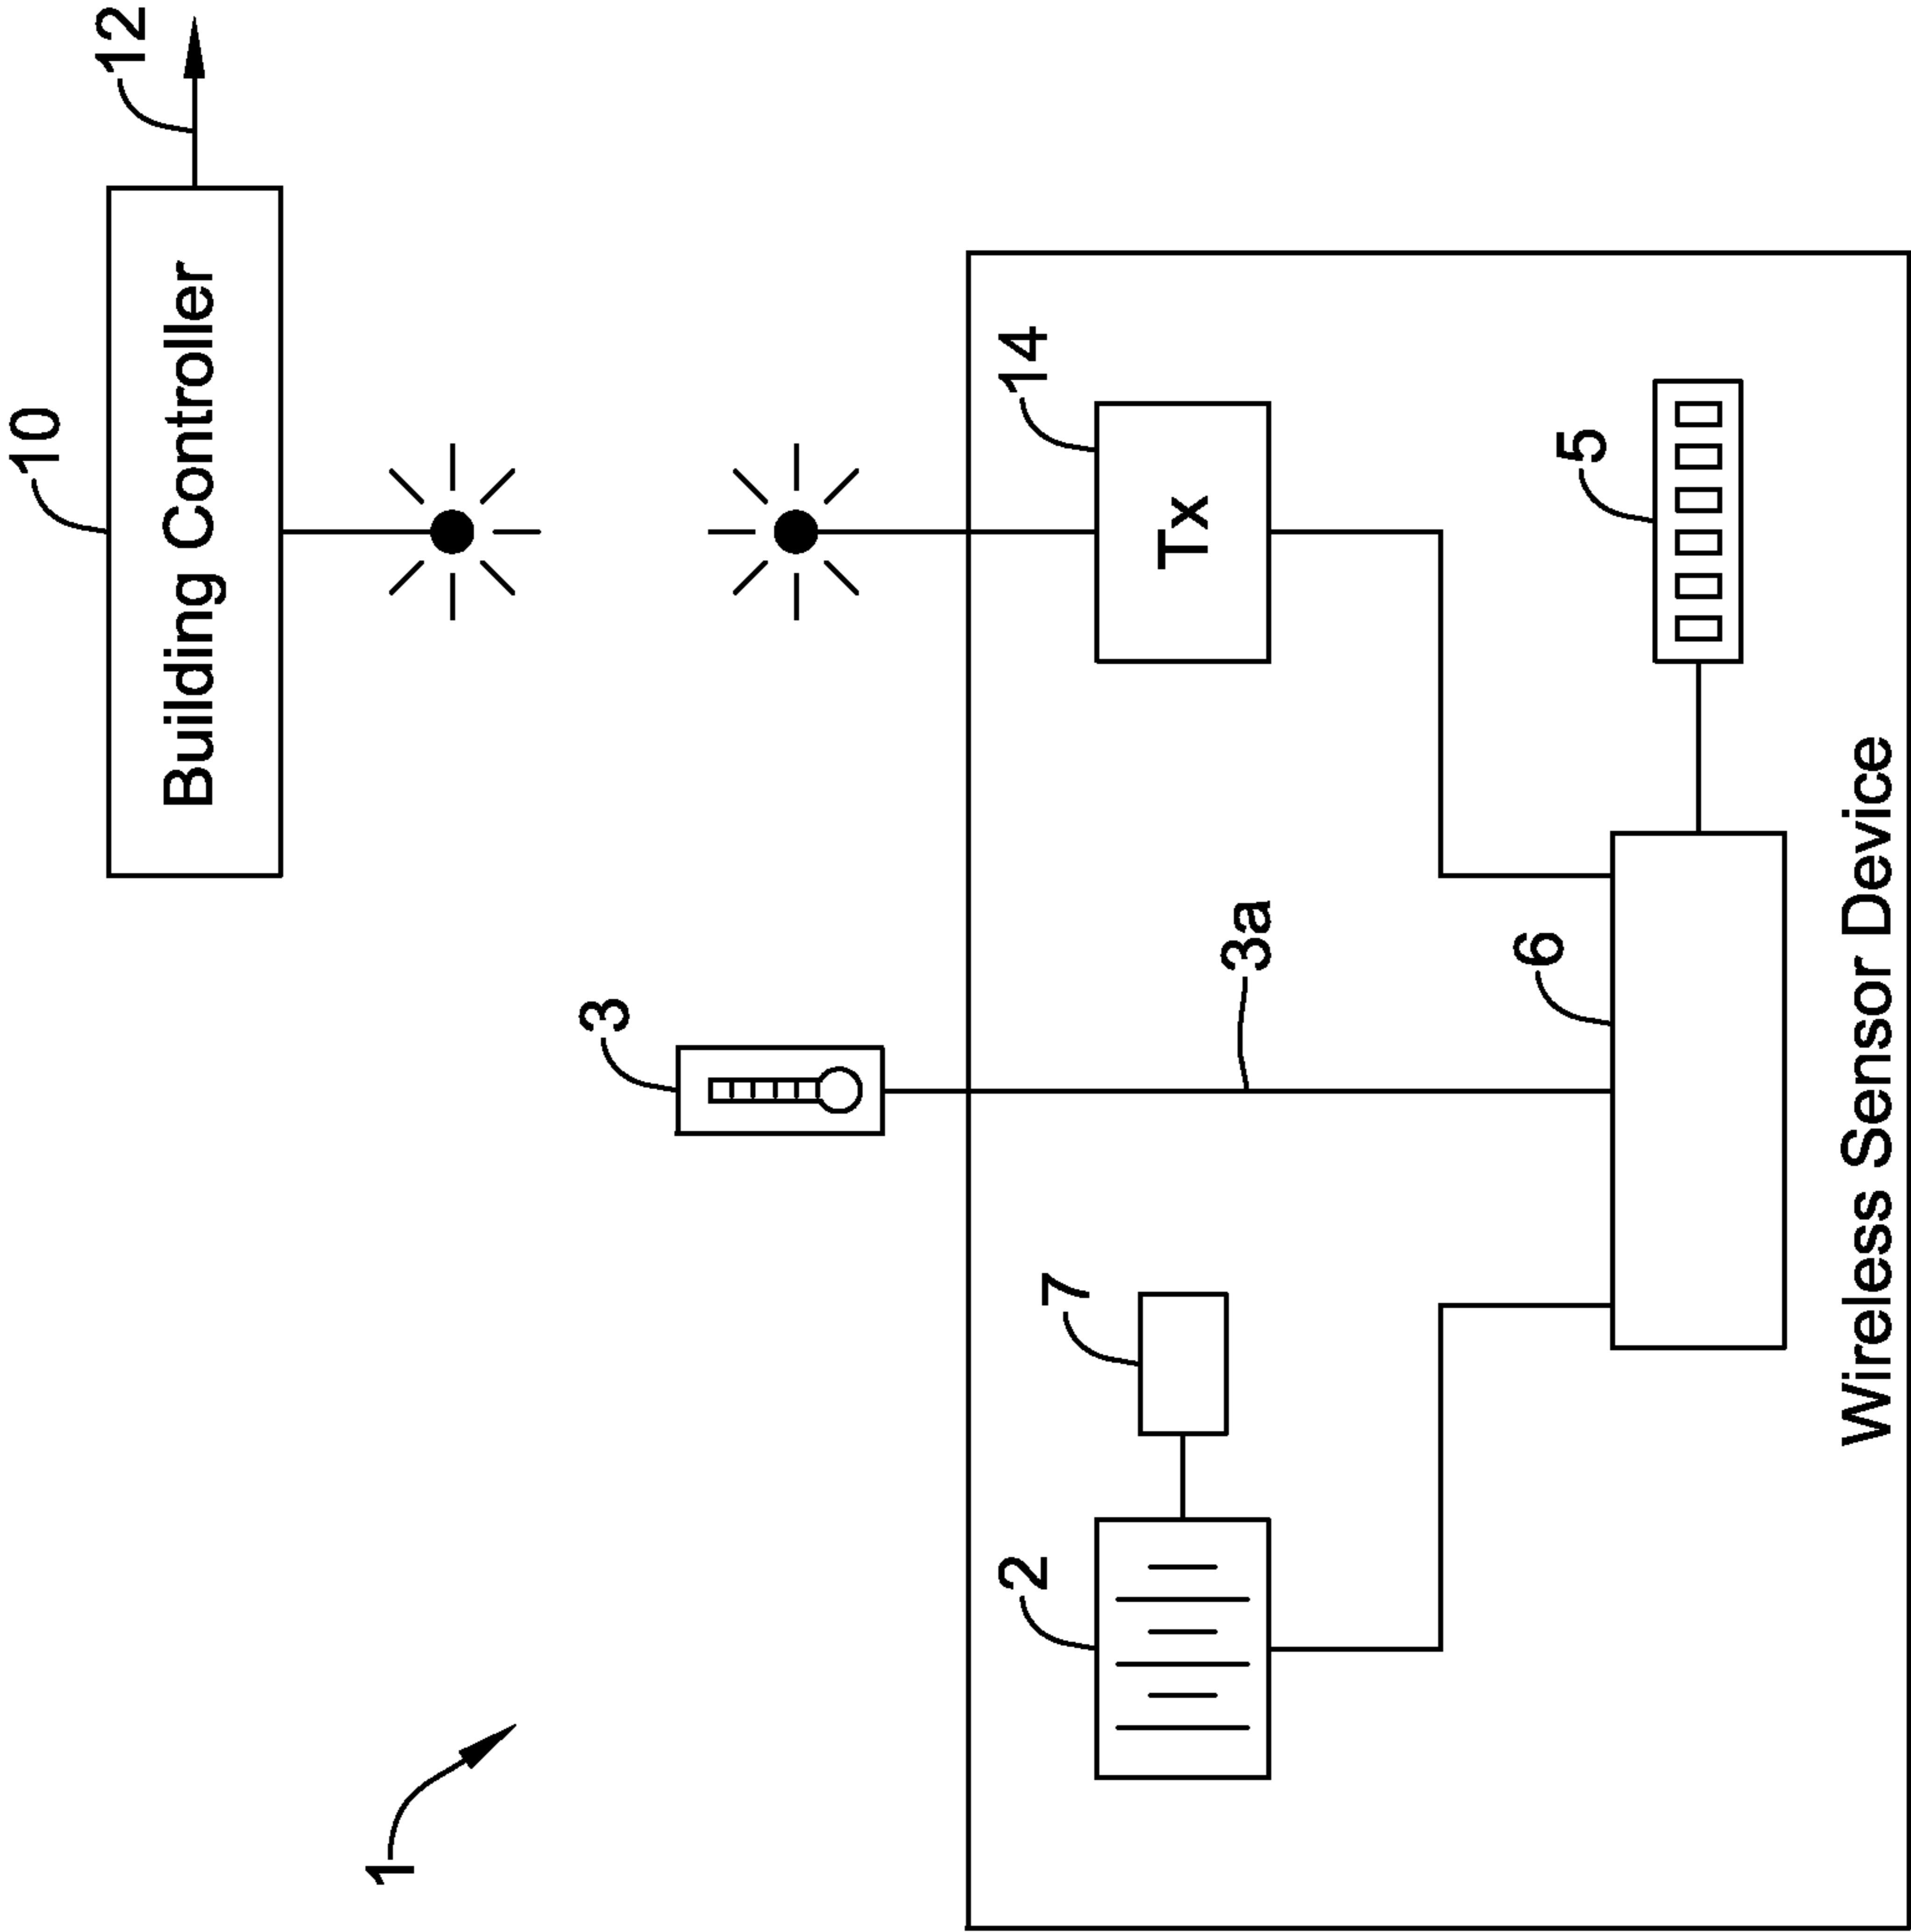 10
12
Building Controller
1
3
2
14
7
Tx
3a
6
5
Wireless Sensor Device